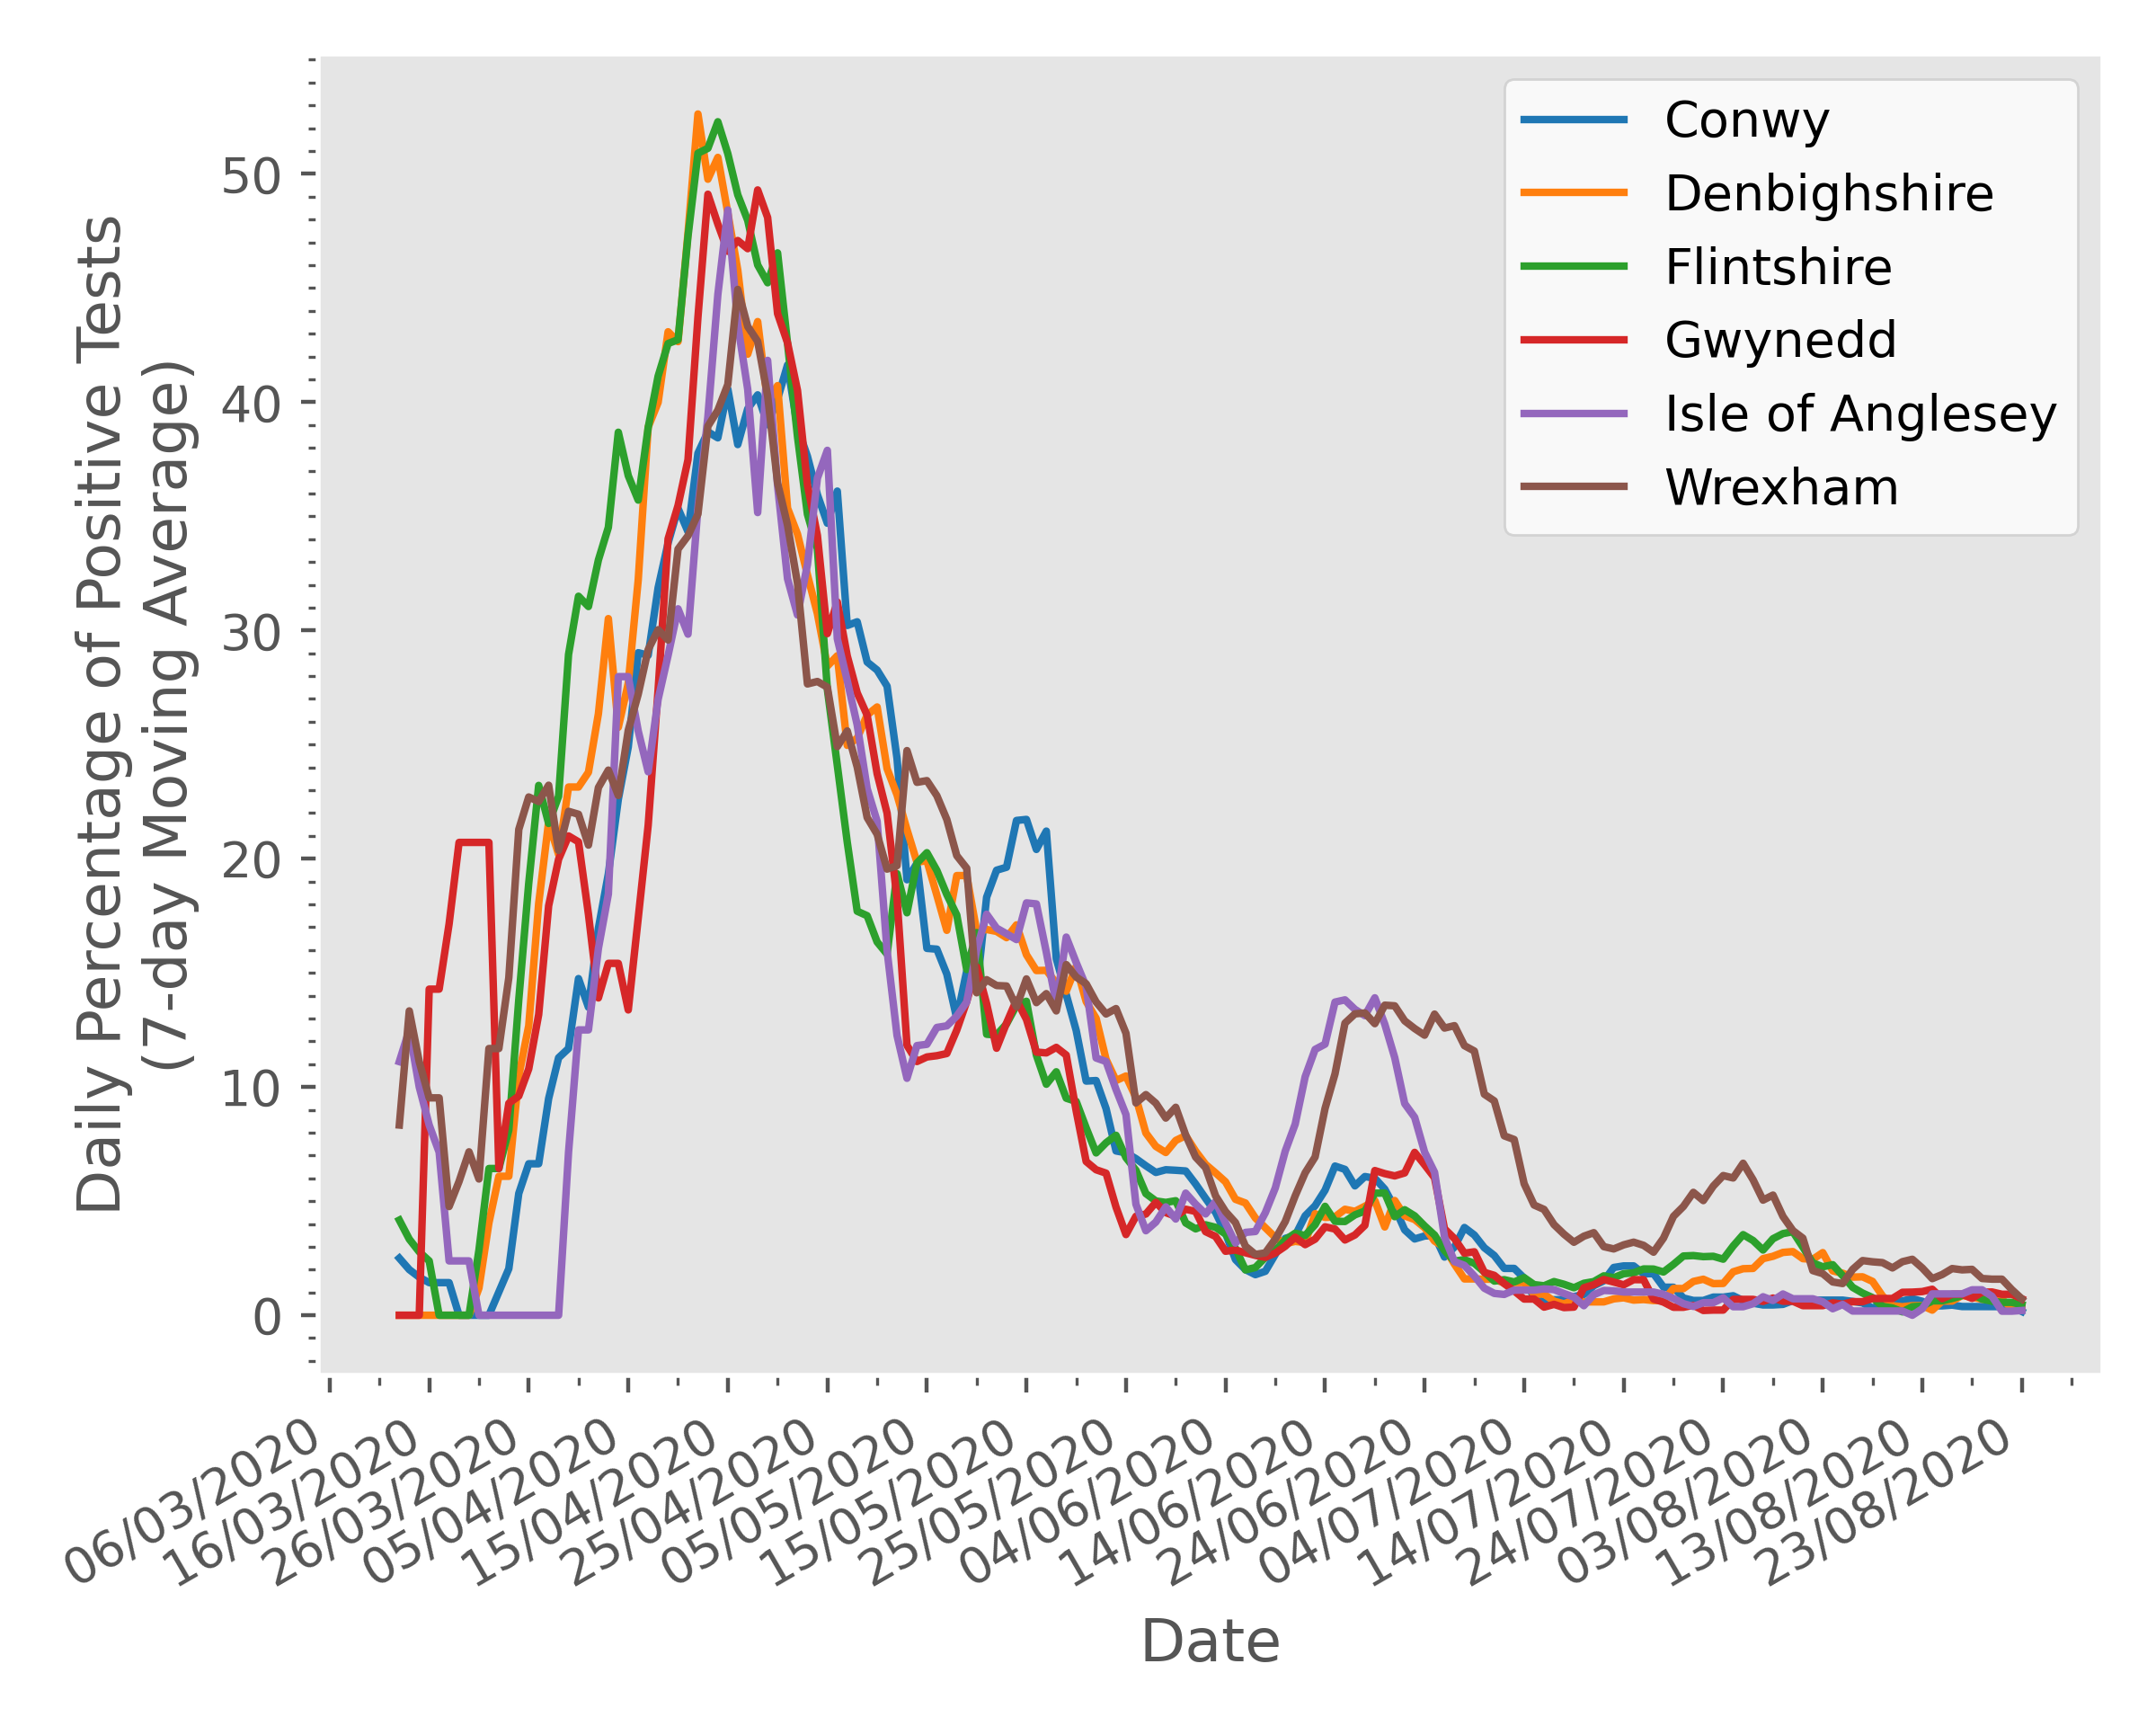 Daily Percentage of Positive Tests
(7-day Moving Average)
50
40
30
20
10
0
Conwy
Denbighshire
Flintshire
Gwynedd
Isle of Anglesey
Wrexham
06/03/2020
16/03/2020
26/03/2020
05/04/2020
15/04/2020
25/04/2020
05/05/2020
15/05/2020
25/05/2020
04/06/2020
14/06/2020
24/06/2020
04/07/2020
14/07/2020
24/07/2020
03/08/2020
13/08/2020
23/08/2020
Date